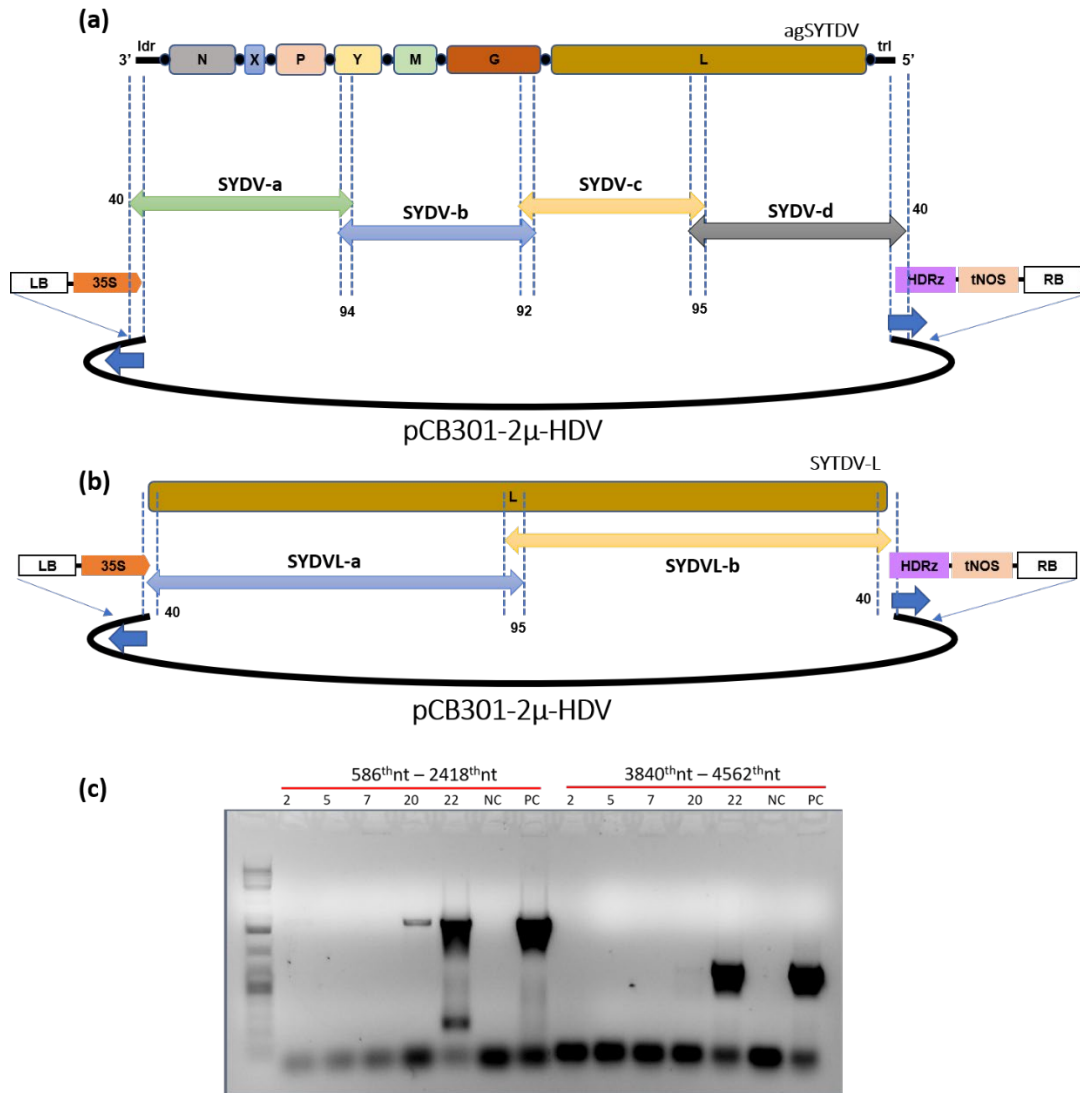 (a)
agSYTDV
3' ldr N X P Y M G L trl 5'
40 SYDV-a SYDV-b SYDV-c SYDV-d 40
LB 35S 94 92 95 HDRz tNOS RB
pCB301-2µ-HDV
(b)
SYTDV-L
L
LB 35S SYDVL-a SYDVL-b HDRz tNOS RB
40 95 40
pCB301-2µ-HDV
(c)
586thnt – 2418thnt 3840thnt – 4562thnt
2 5 7 20 22 NC PC 2 5 7 20 22 NC PC